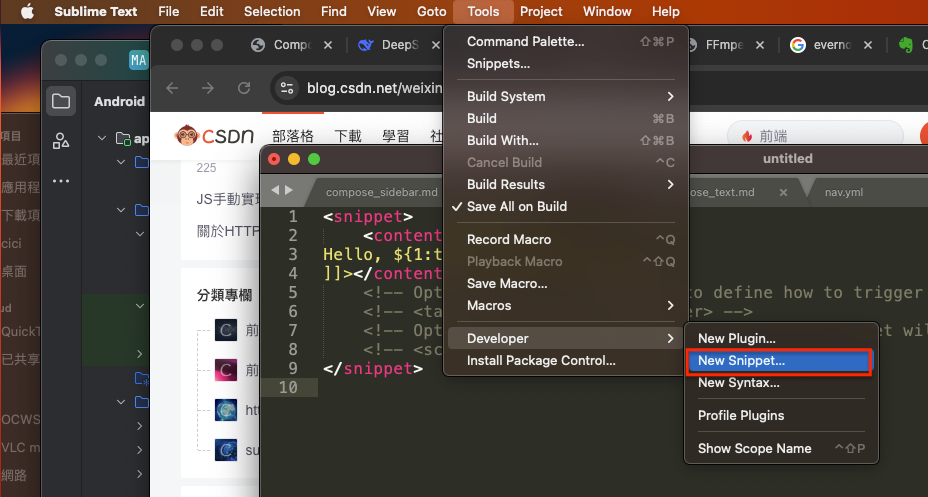 Sublime Text File Edit Selection Find View Goto Tools Project Window Help
MA
Compo
DeepS
FFmpe
everno
blog.csdn.net/weixin
Android
ap
CSDN 部落格 下載 學習 社
前端
項目
最近項
應用程
下載項
cici
桌面
ud
QuickT
已共享
OCWS
VLC m
網路
225
JS手動實現
關於HTTP
分類專欄
前
前
htt
su
untitled
compose_sidebar.md
ose_text.md
nav.yml
1 <snippet>
2 <content
3 Hello, ${1:t
4 ]]></content
5 <!-- Opt to define how to trigger
6 <!-- <ta er> -->
7 <!-- Opt et wil
8 <!-- <sc
9 </snippet>
10
Command Palette... ⇧⌘P
Snippets...
Build System
Build ⌘B
Build With... ⇧⌘B
Cancel Build ^C
Build Results
✓ Save All on Build
Record Macro ^Q
Playback Macro ^⇧Q
Save Macro...
Macros
Developer
Install Package Control...
New Plugin...
New Snippet...
New Syntax...
Profile Plugins
Show Scope Name ^⇧P